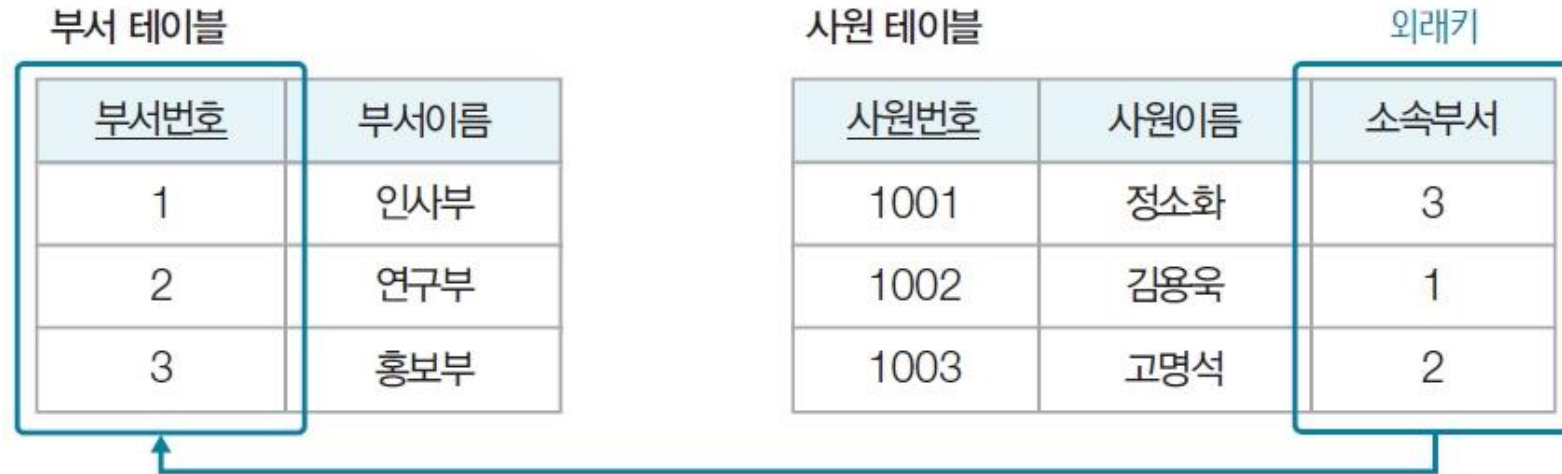 부서 테이블
사원 테이블
외래키
부서번호 부서이름
1 인사부
2 연구부
3 홍보부
사원번호 사원이름 소속부서
1001 정소화 3
1002 김용욱 1
1003 고명석 2